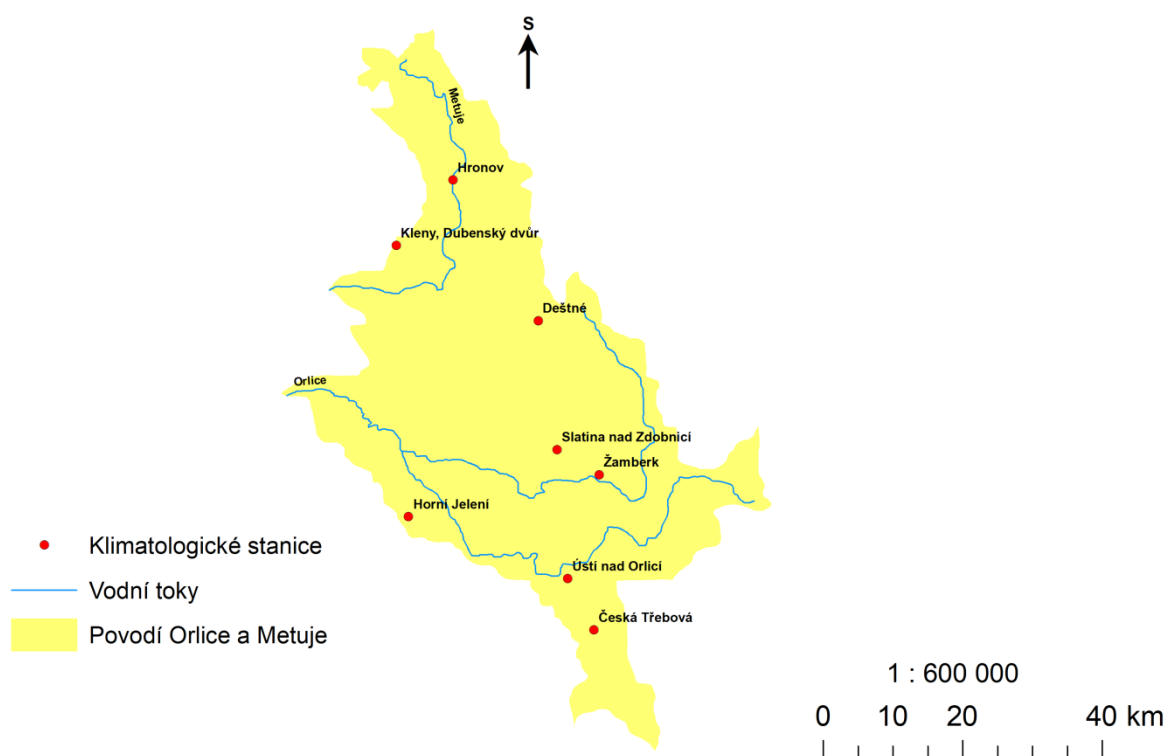 S
Metuje
Hronov
Kleny, Dubenský dvůr
Deštné
Orlice
Slatina nad Zdobnicí
Žamberk
Horní Jelení
Ústí nad Orlicí
Česká Třebová
Klimatologické stanice
Vodní toky
Povodí Orlice a Metuje
1 : 600 000
0 10 20 40 km